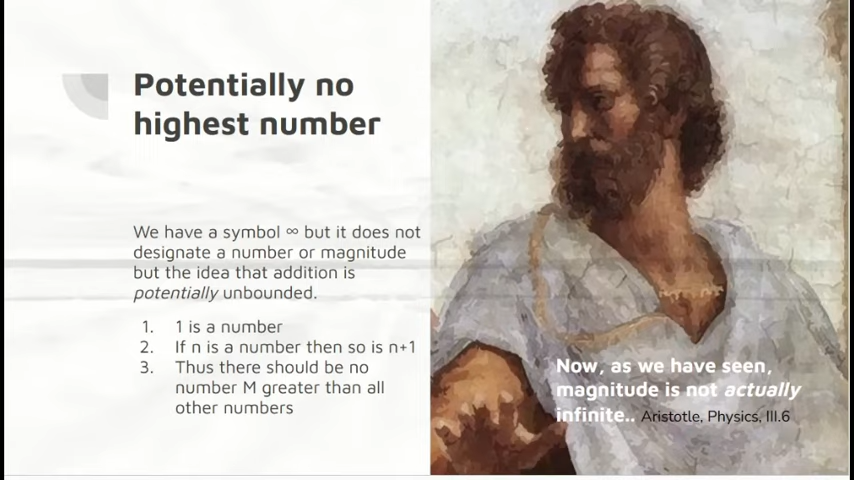 Potentially no
highest number
We have a symbol ∞ but it does not
designate a number or magnitude
but the idea that addition is
potentially unbounded.
1. 1 is a number
2. If n is a number then so is n+1
3. Thus there should be no
number M greater than all
other numbers
Now, as we have seen,
magnitude is not actually
infinite.. Aristotle, Physics, III.6